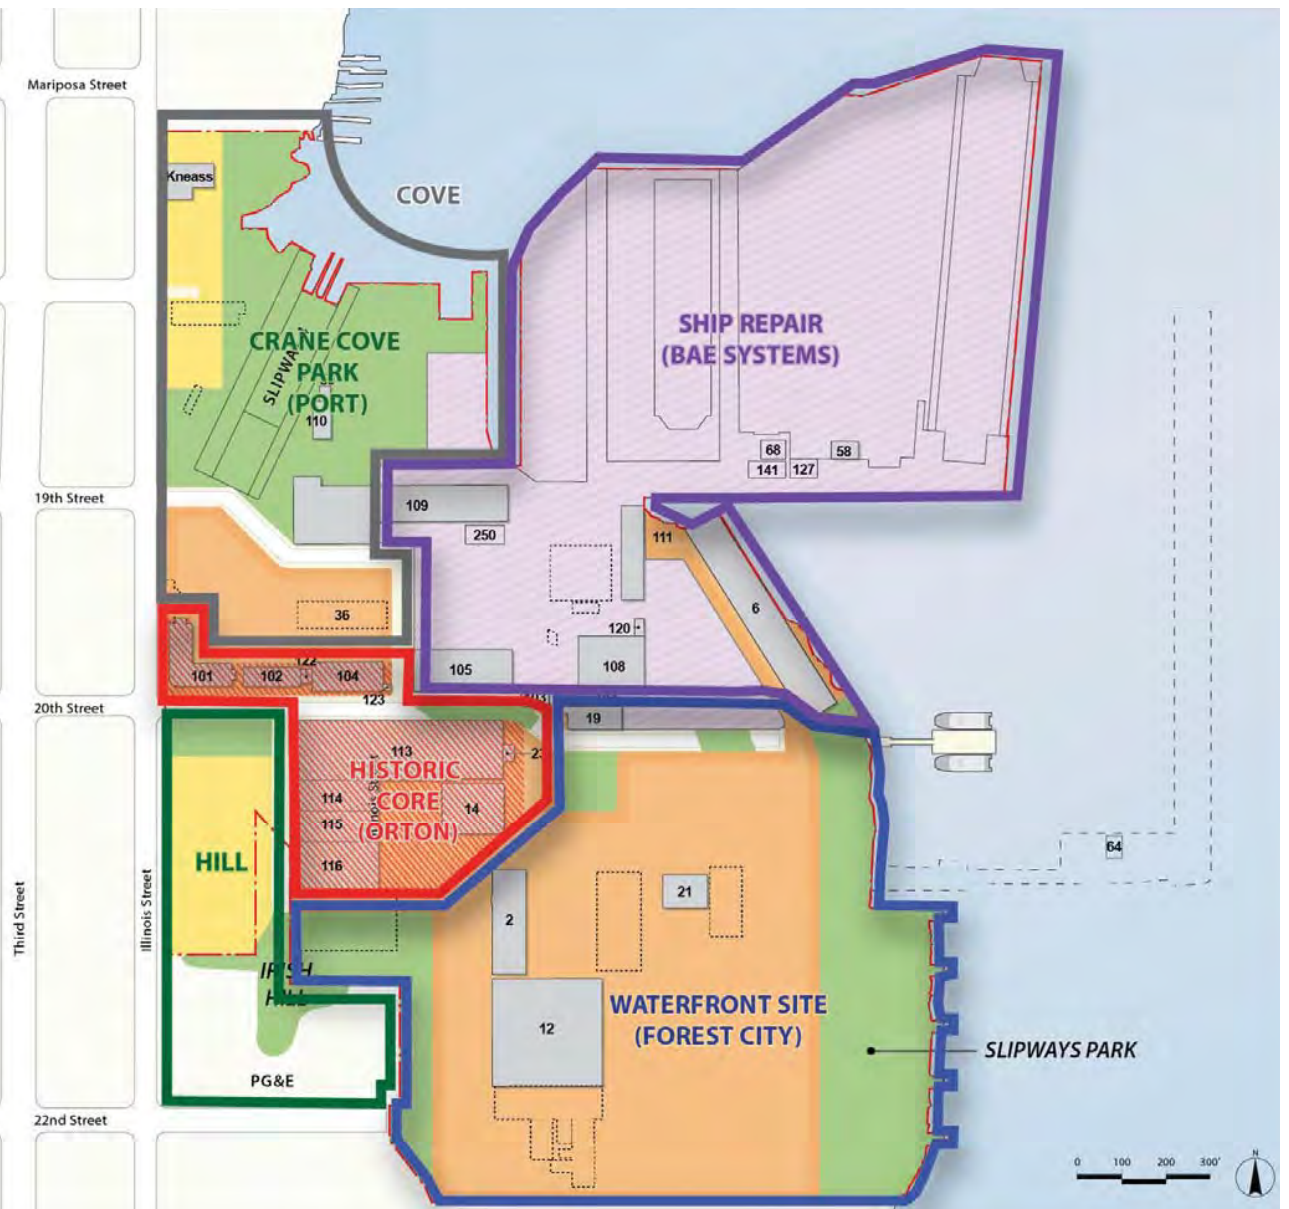 Mariposa Street
Kneass
COVE
SHIP REPAIR
(BAE SYSTEMS)
CRANE COVE
PARK
(PORT)
110
68
58
141
127
19th Street
109
250
111
36
6
120
105
108
101
102
122
104
123
20th Street
19
113
HISTORIC
CORE
(ORTON)
114
14
115
116
64
HILL
21
2
Third Street
Illinois Street
IRISH
HILL
WATERFRONT SITE
(FOREST CITY)
12
SLIPWAYS PARK
PG&E
22nd Street
0 100 200 300'
N